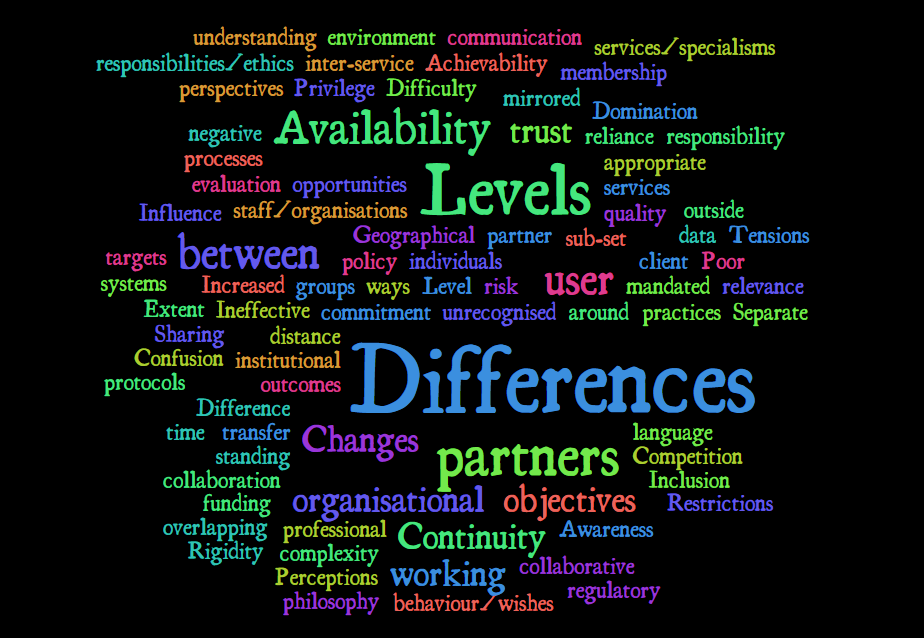 understanding environment communication services/specialisms
responsibilities/ethics inter-service Achievability membership
perspectives Privilege Difficulty mirrored Domination
negative Availability trust reliance responsibility
processes appropriate
evaluation opportunities Levels services
Influence staff/organisations quality outside
Geographical partner sub-set data Tensions
targets between policy individuals client Poor
systems Increased groups ways Level risk user mandated relevance
Extent Ineffective commitment unrecognised around practices Separate
Sharing distance
Confusion institutional Differences
protocols outcomes
Difference
time transfer Changes language
standing partners Competition
collaboration Inclusion
funding organisational objectives Restrictions
overlapping professional Continuity Awareness
Rigidity complexity
Perceptions working collaborative
philosophy behaviour/wishes regulatory